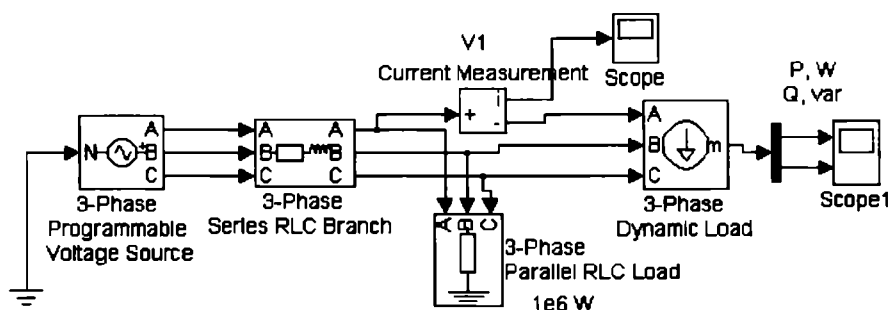 V1
Current Measurement
i
+
-
Scope
P, W
Q, var
N
+
A
B
C
A
B
C
A
B
C
A
B
C
m
Scope1
3-Phase
Programmable
Voltage Source
3-Phase
Series RLC Branch
3-Phase
Dynamic Load
A
B
C
3-Phase
Parallel RLC Load
1e6 W